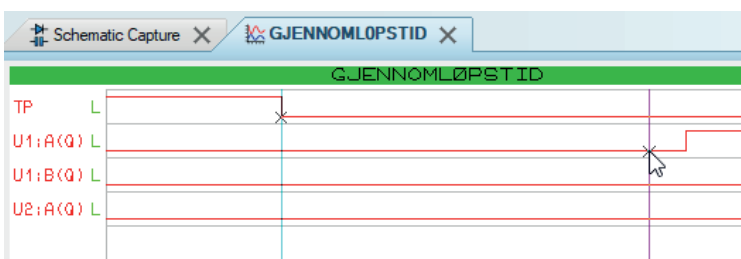 Schematic Capture GJENNOMLØPSTID
GJENNOMLØPSTID
TP L
U1:A(Q) L
U1:B(Q) L
U2:A(Q) L